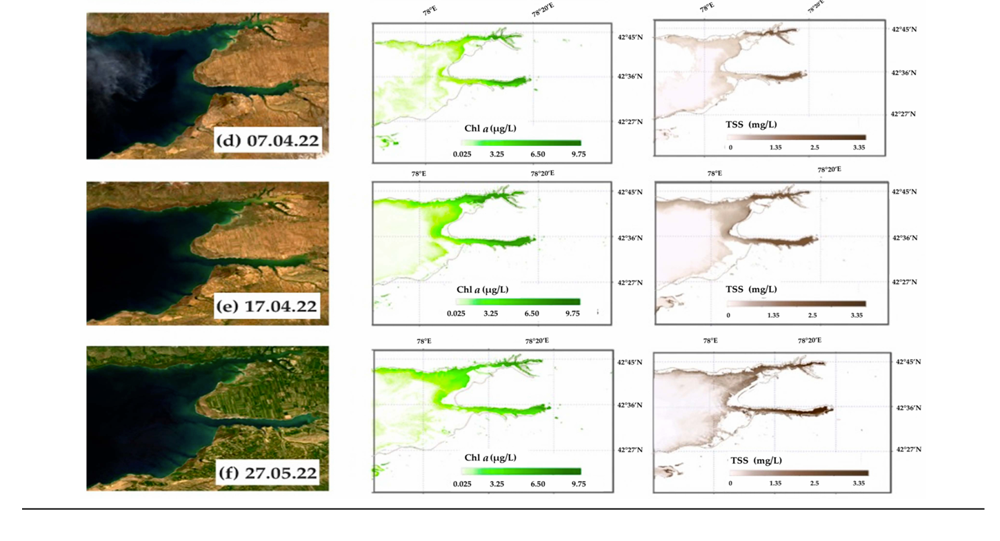 78°E 78°20′E 78°E 78°20′E
42°45′N 42°45′N
42°36′N 42°36′N
42°27′N 42°27′N
Chl a (µg/L) TSS (mg/L)
(d) 07.04.22
0.025 3.25 6.50 9.75 0 1.35 2.5 3.35
78°E 78°20′E 78°E 78°20′E
42°45′N 42°45′N
42°36′N 42°36′N
42°27′N 42°27′N
Chl a (µg/L) TSS (mg/L)
(e) 17.04.22
0.025 3.25 6.50 9.75 0 1.35 2.5 3.35
78°E 78°20′E 78°E 78°20′E
42°45′N 42°45′N
42°36′N 42°36′N
42°27′N 42°27′N
Chl a (µg/L) TSS (mg/L)
(f) 27.05.22
0.025 3.25 6.50 9.75 0 1.35 2.5 3.35